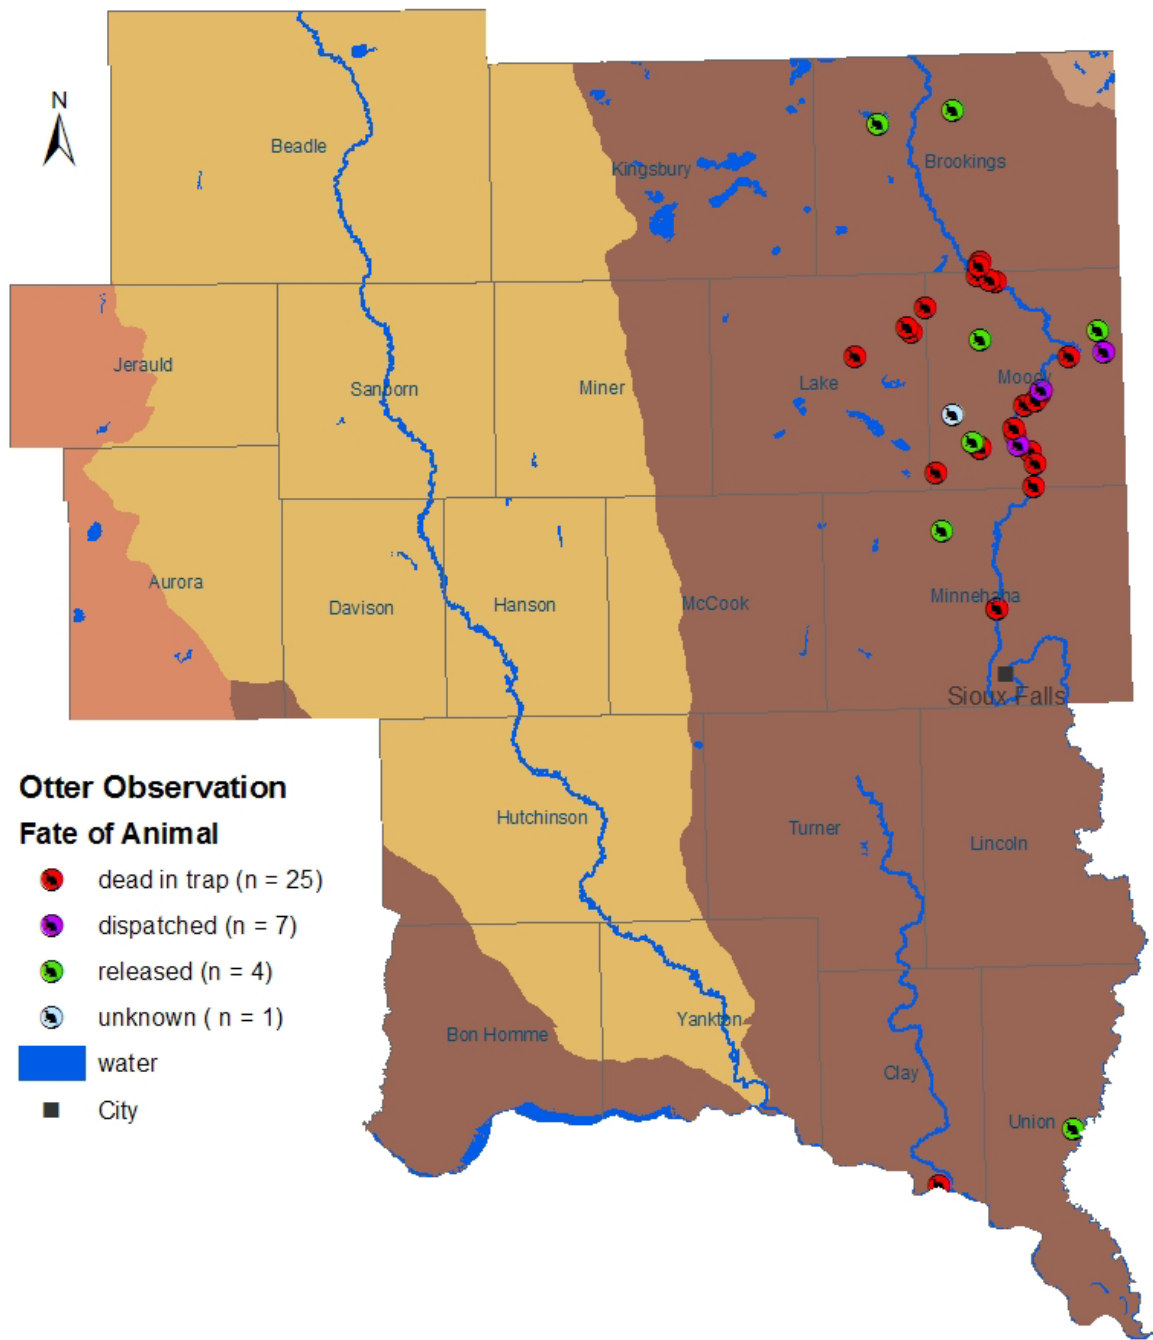 N
Beadle
Kingsbury
Brookings
Jerauld
Sanborn
Miner
Lake
Moody
Aurora
Davison
Hanson
McCook
Minnehaha
Sioux Falls
Otter Observation
Fate of Animal
dead in trap (n = 25)
dispatched (n = 7)
released (n = 4)
unknown ( n = 1)
water
City
Hutchinson
Turner
Lincoln
Bon Homme
Yankton
Clay
Union